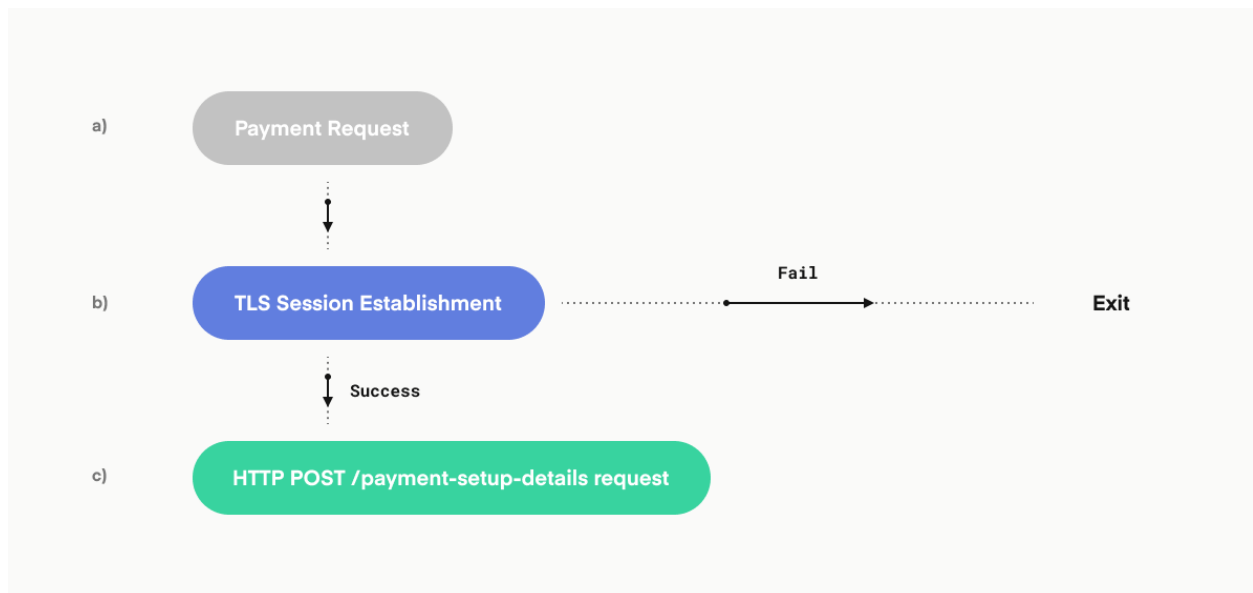 a)
Payment Request
b)
TLS Session Establishment
Fail
Exit
Success
c)
HTTP POST /payment-setup-details request